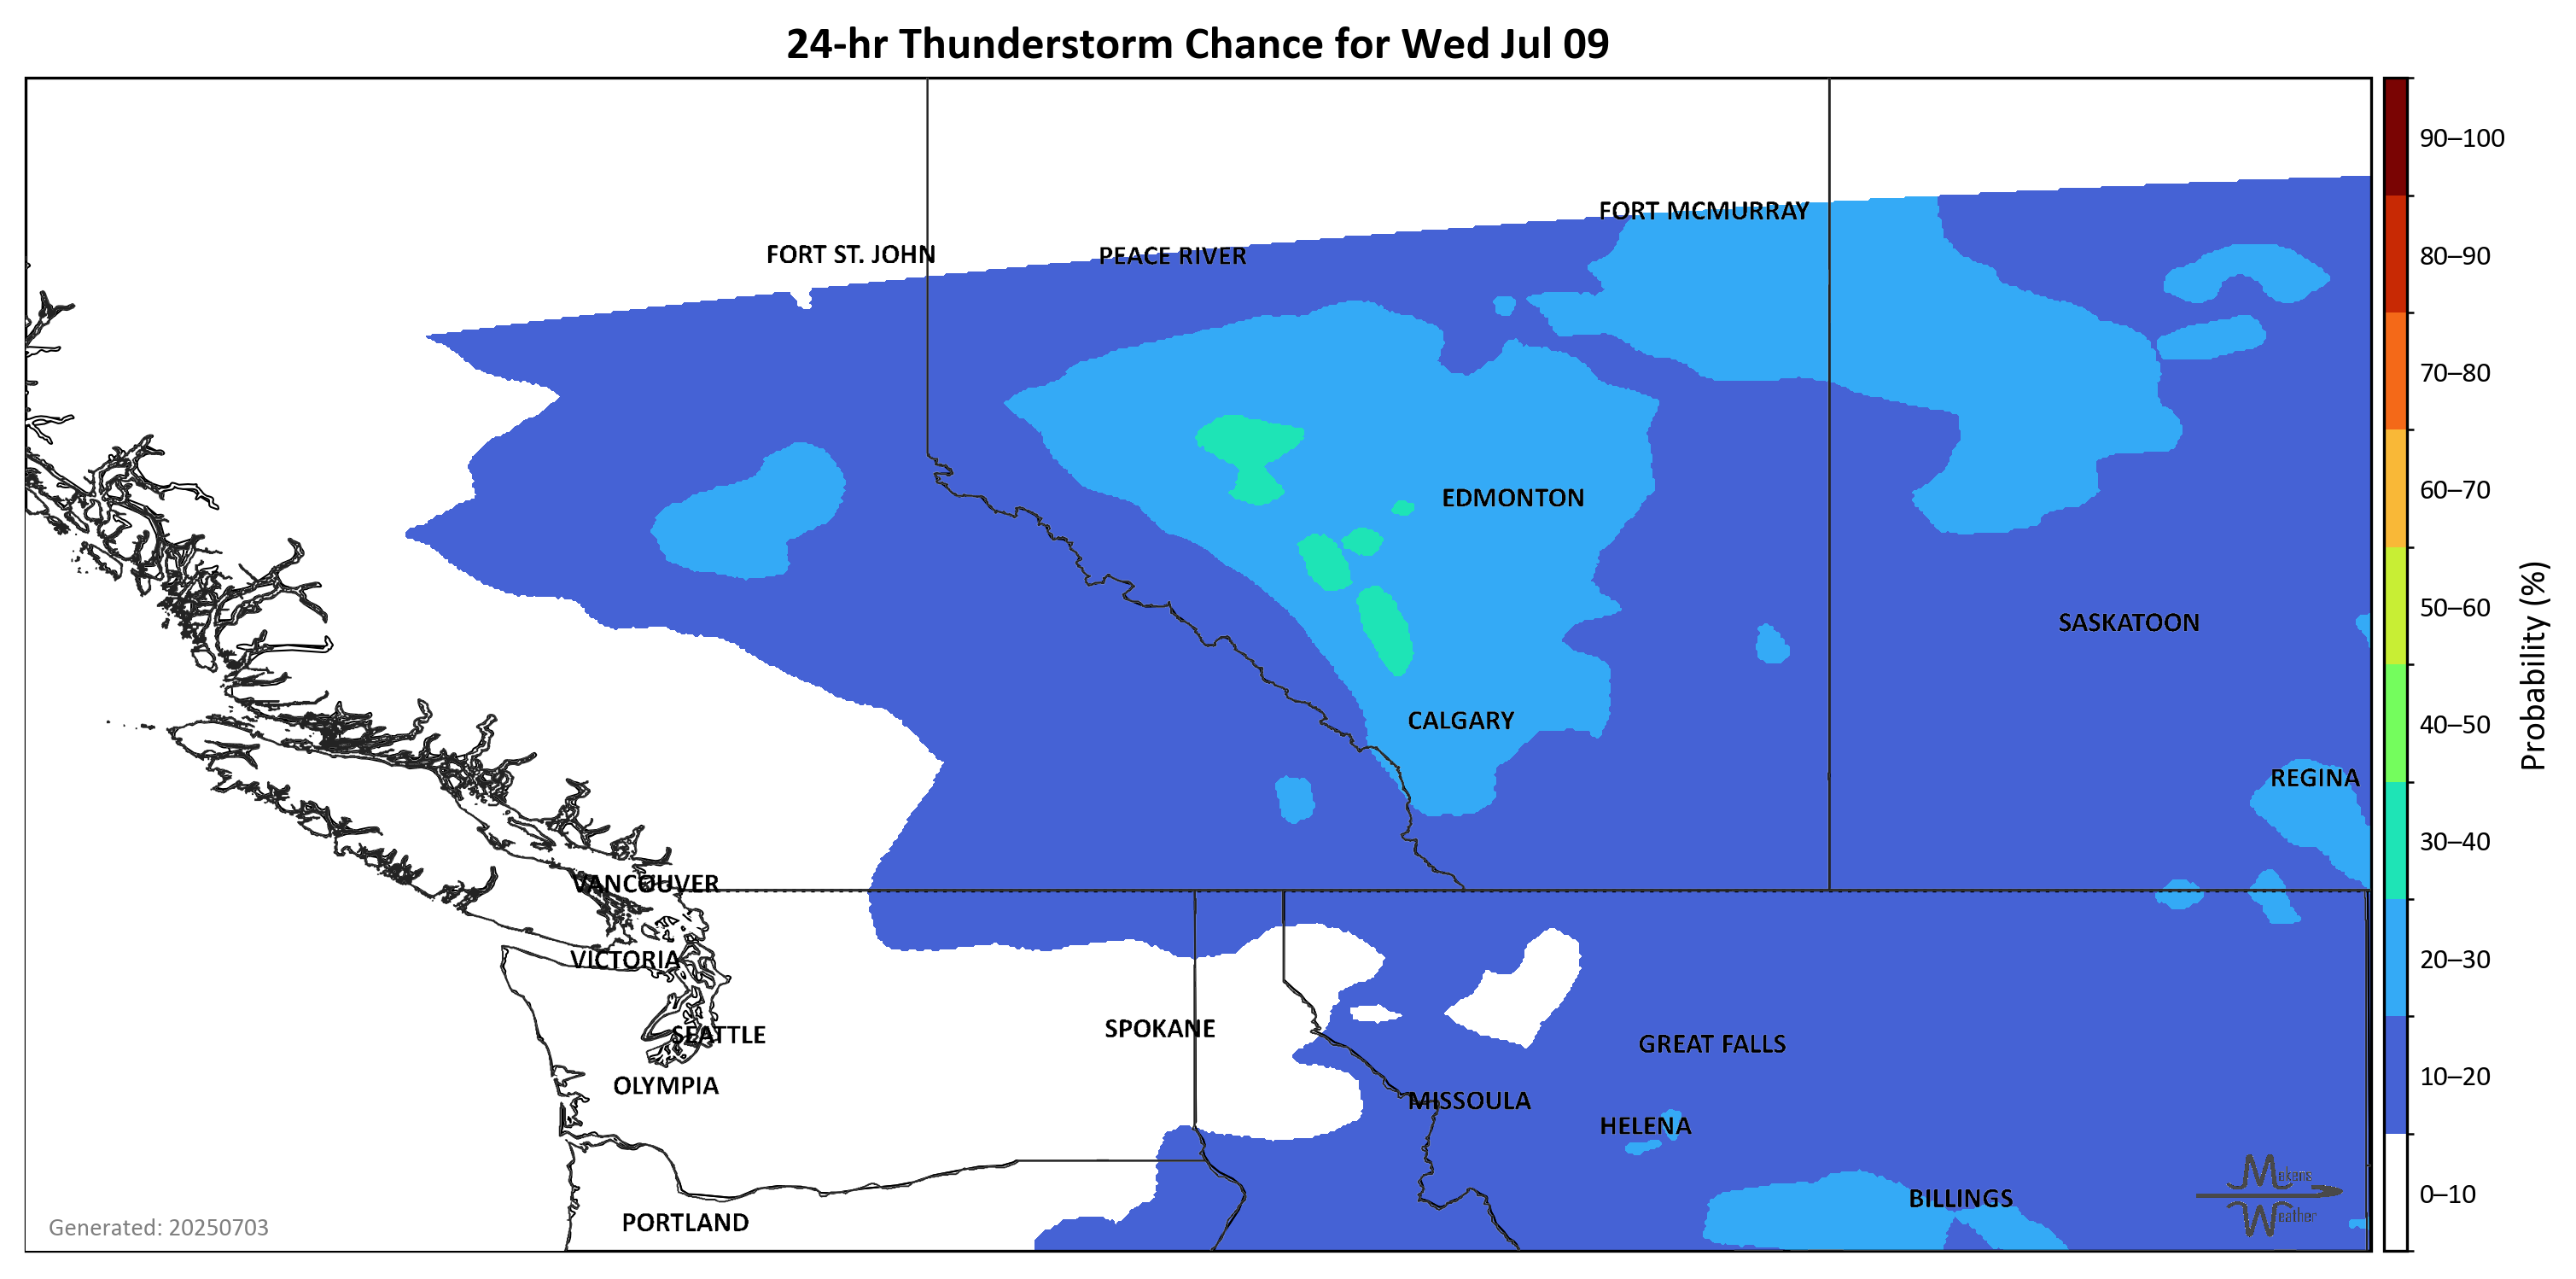 24-hr Thunderstorm Chance for Wed Jul 09
90–100
FORT MCMURRAY
FORT ST. JOHN
PEACE RIVER
80–90
70–80
60–70
EDMONTON
50–60
SASKATOON
Probability (%)
CALGARY
40–50
REGINA
30–40
VANCOUVER
VICTORIA
20–30
SPOKANE
SEATTLE
GREAT FALLS
OLYMPIA
10–20
MISSOULA
HELENA
Mekens
Weather
BILLINGS
0–10
PORTLAND
Generated: 20250703